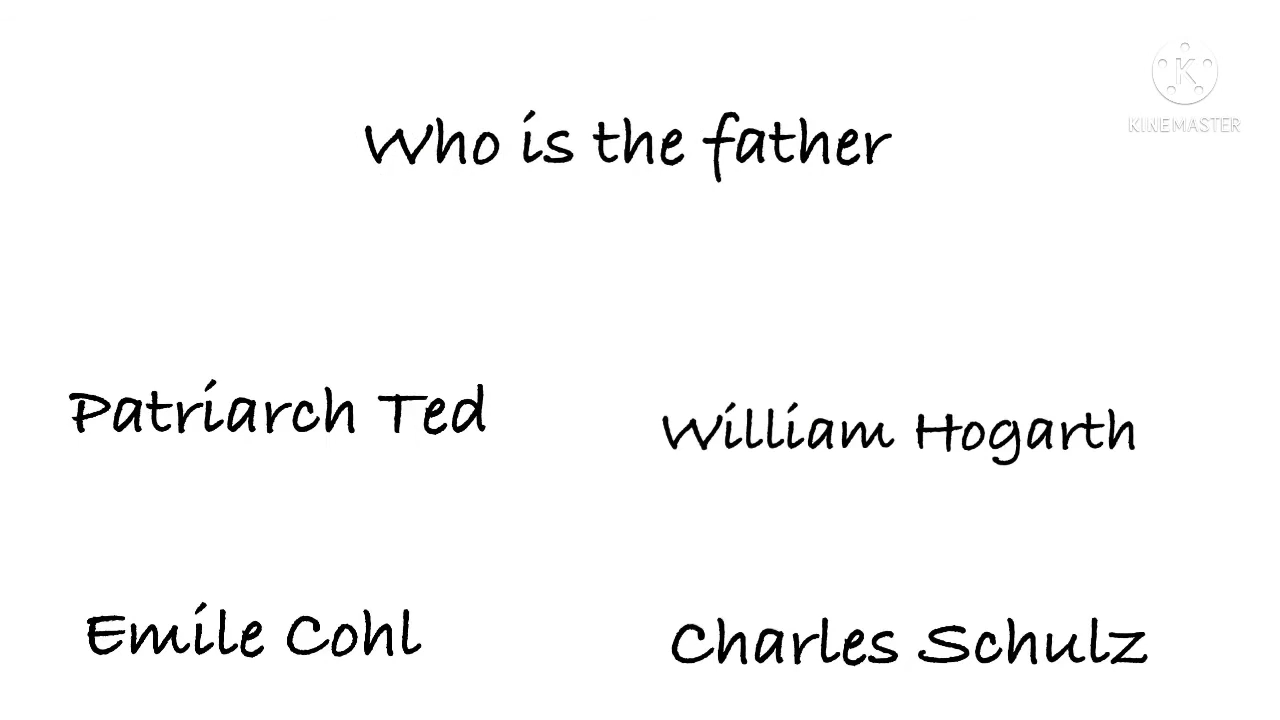 KINEMASTER
Who is the father
Patriarch Ted
William Hogarth
Emile Cohl
Charles Schulz